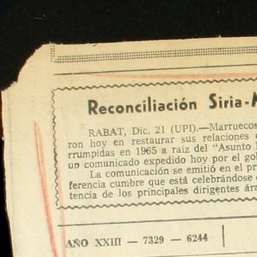 Reconciliación Siria-
RABAT, Dic. 21 (UPI).—Marruecos
ron hoy en restaurar sus relaciones
rrumpidas en 1965 a raíz del "Asunto
un comunicado expedido hoy por el go
La comunicación se emitió en el pr
ferencia cumbre que está celebrándose
tencia de los principales dirigentes ára
AÑO XXIII — 7329 — 6244